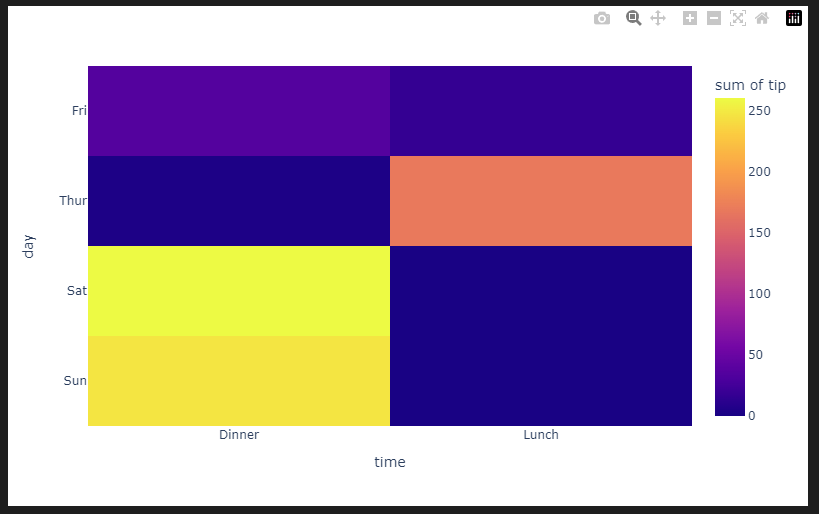 sum of tip
Fri
Thur
Sat
Sun
day
Dinner
Lunch
time
250
200
150
100
50
0